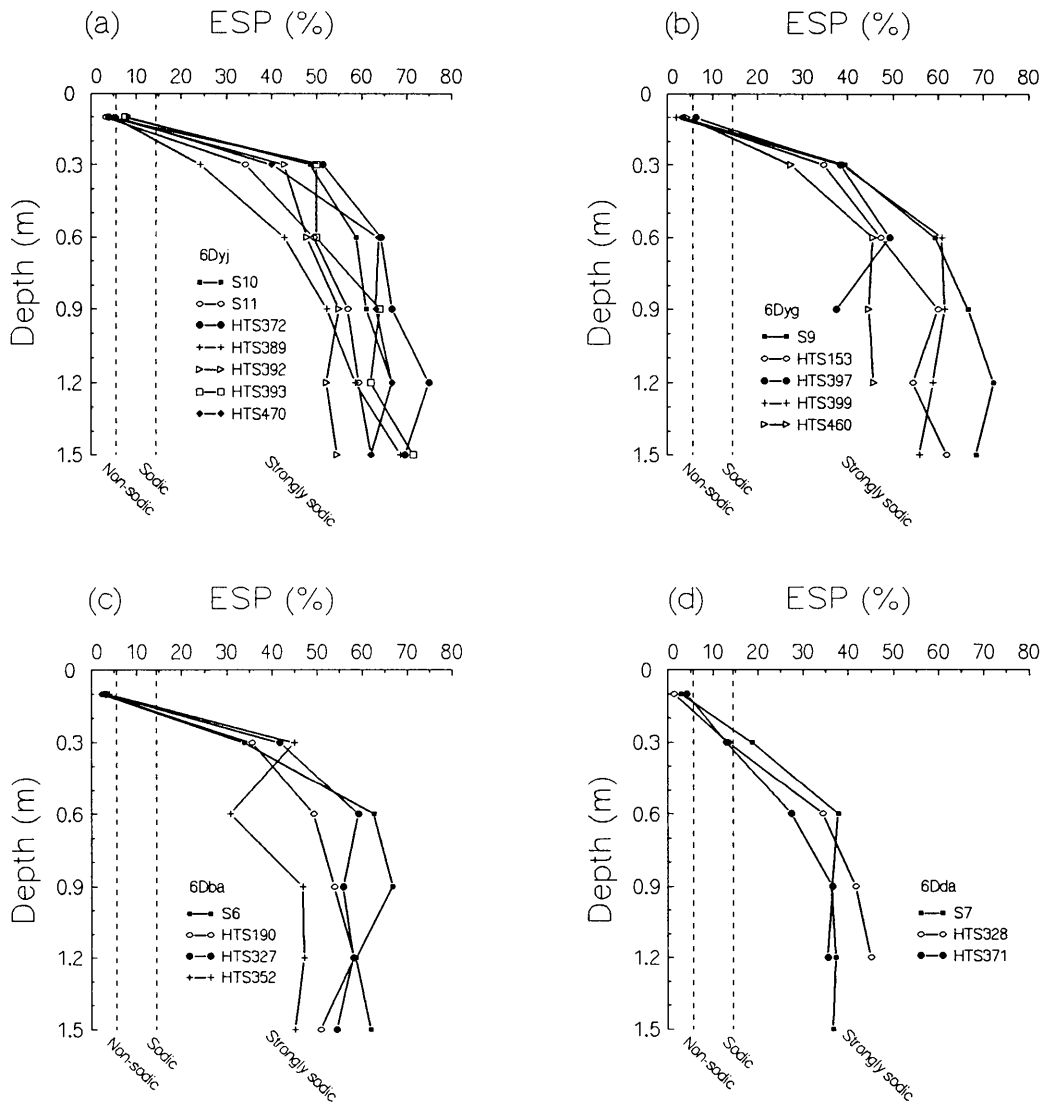 (a) ESP (%)
0 10 20 30 40 50 60 70 80
0
0.3
0.6
0.9
1.2
1.5
Depth (m)
6Dyj
S10
S11
HTS372
HTS389
HTS392
HTS393
HTS470
Non-sodic
Sodic
Strongly sodic
(b) ESP (%)
0 10 20 30 40 50 60 70 80
0
0.3
0.6
0.9
1.2
1.5
Depth (m)
6Dyg
S9
HTS153
HTS397
HTS399
HTS460
Non-sodic
Sodic
Strongly sodic
(c) ESP (%)
0 10 20 30 40 50 60 70 80
0
0.3
0.6
0.9
1.2
1.5
Depth (m)
6Dba
S6
HTS190
HTS327
HTS352
Non-sodic
Sodic
Strongly sodic
(d) ESP (%)
0 10 20 30 40 50 60 70 80
0
0.3
0.6
0.9
1.2
1.5
Depth (m)
6Dda
S7
HTS328
HTS371
Non-sodic
Sodic
Strongly sodic